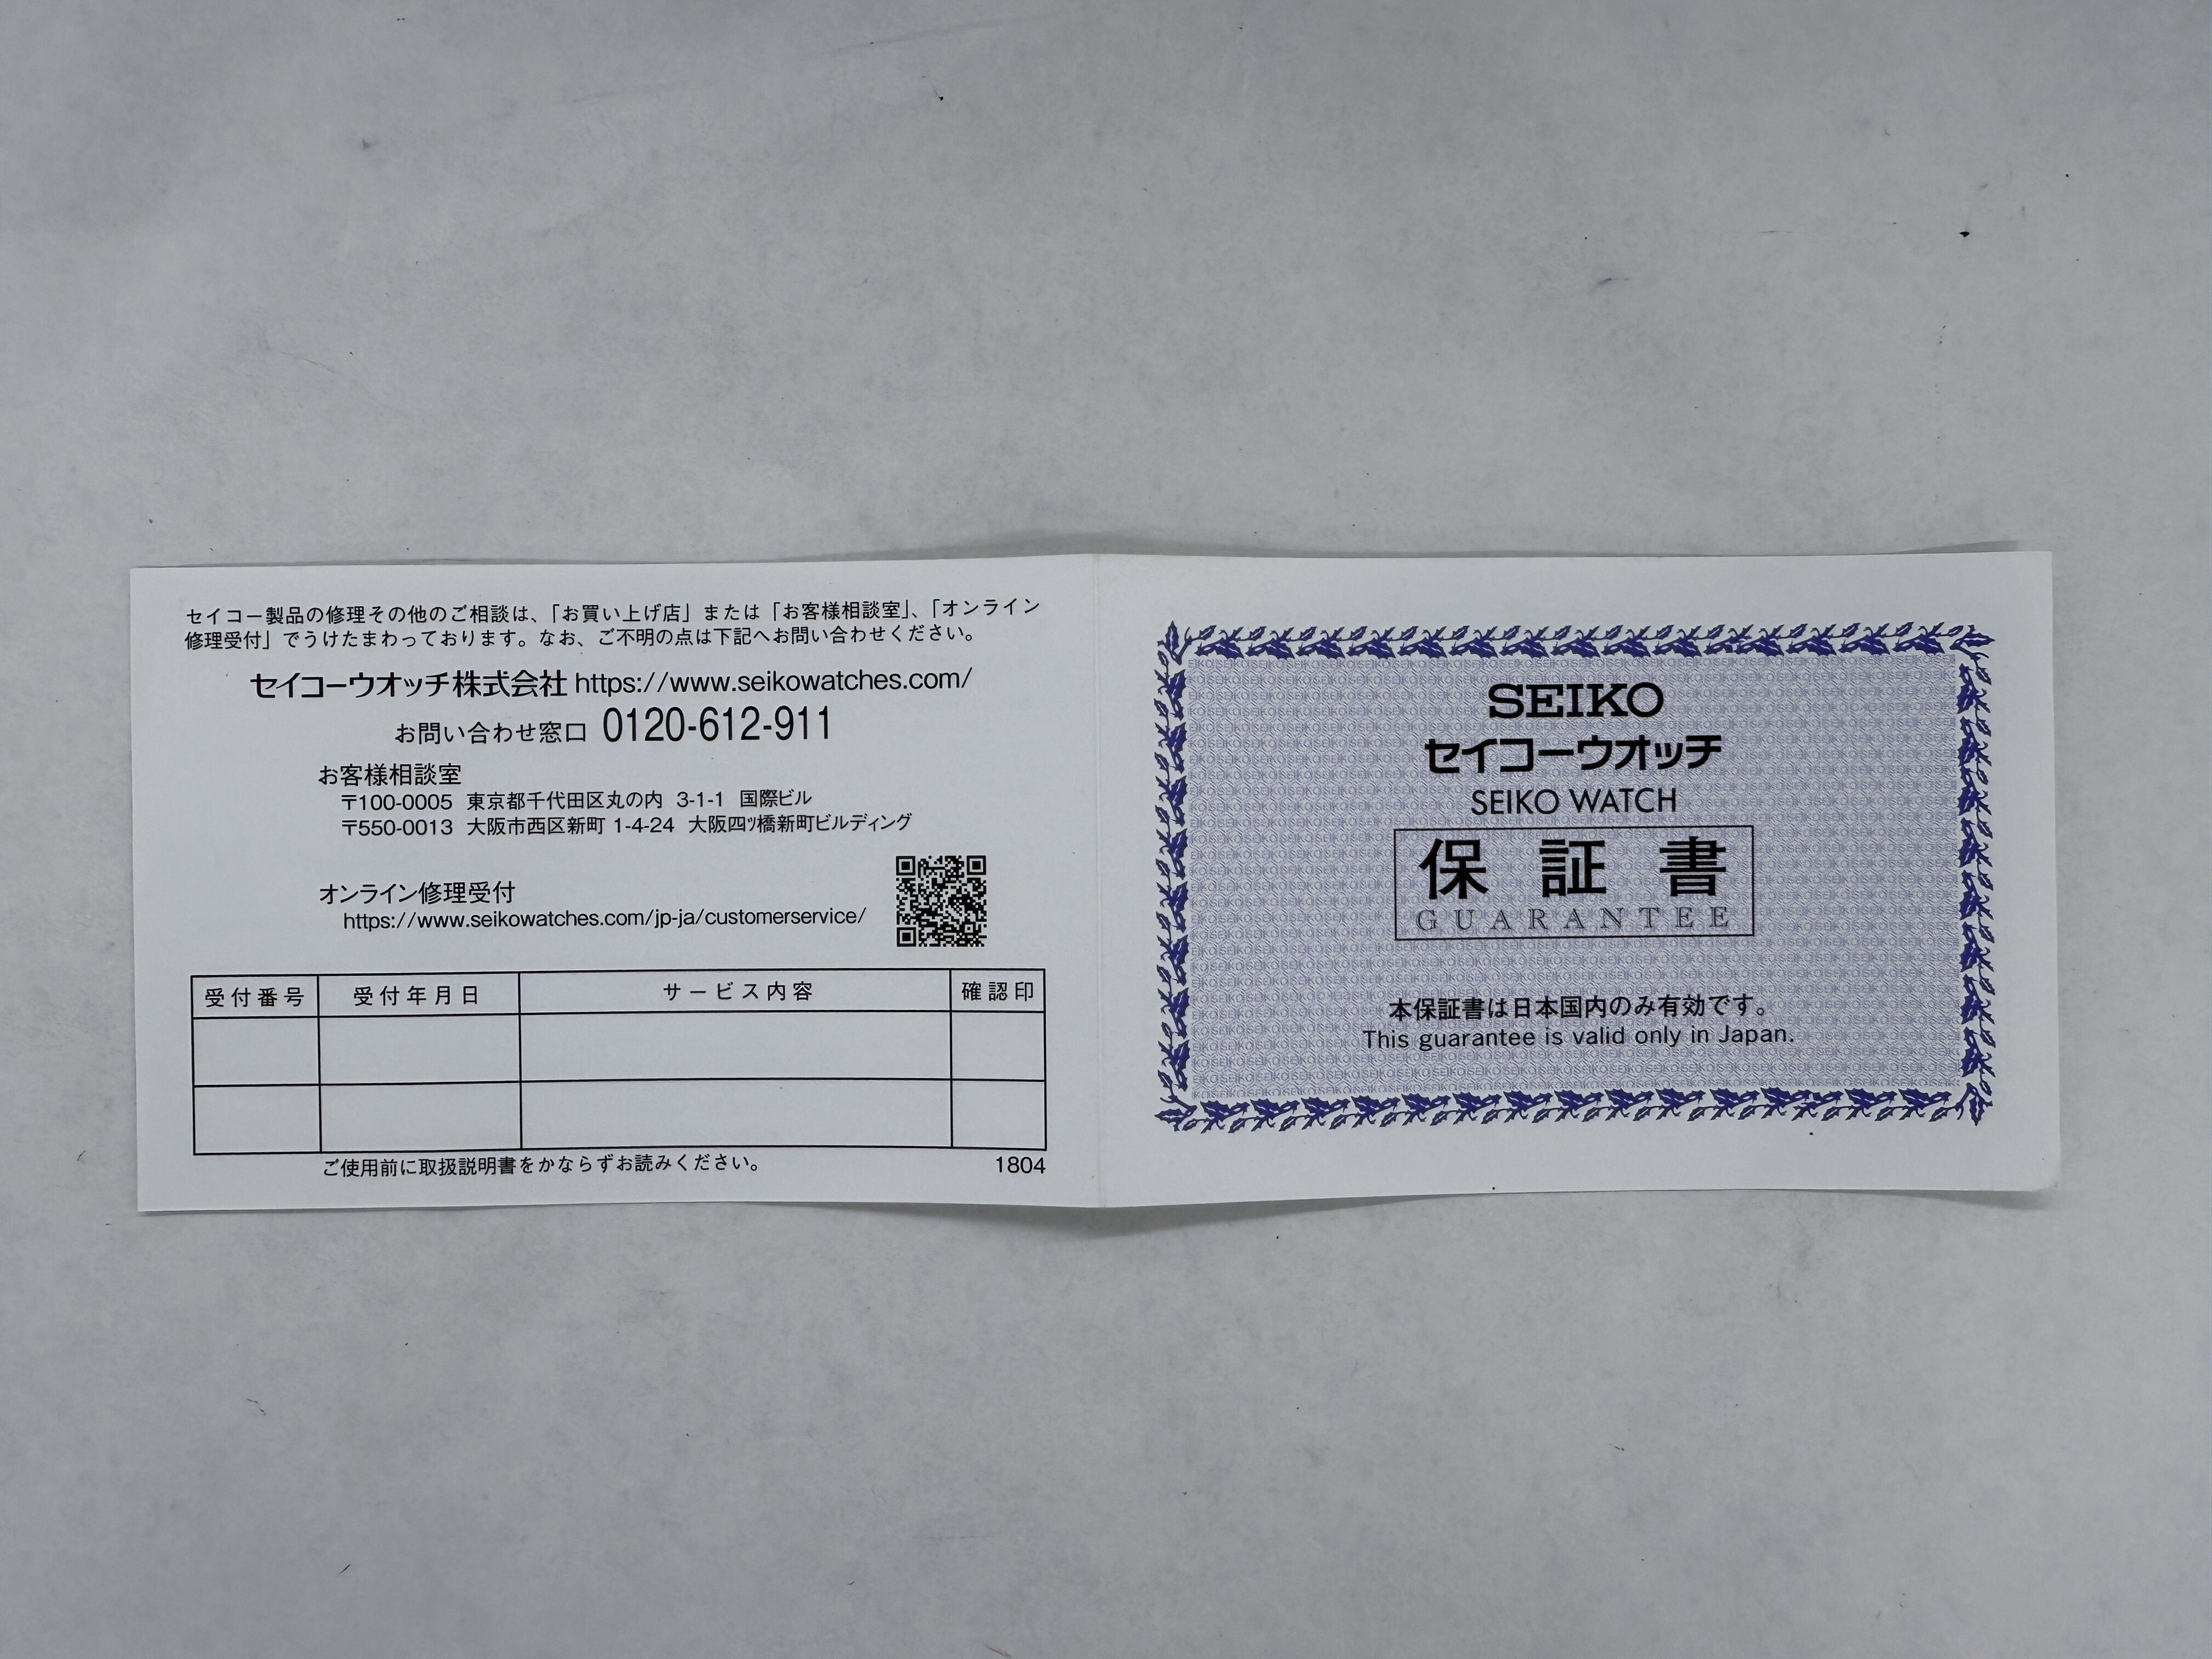 セイコー製品の修理その他のご相談は、「お買い上げ店」または「お客様相談室」、「オンライン
修理受付」でうけたまわっております。なお、ご不明の点は下記へお問い合わせください。
セイコーウオッチ株式会社 https://www.seikowatches.com/
お問い合わせ窓口 0120-612-911
お客様相談室
〒100-0005 東京都千代田区丸の内 3-1-1 国際ビル
〒550-0013 大阪市西区新町 1-4-24 大阪四ツ橋新町ビルディング
オンライン修理受付
https://www.seikowatches.com/jp-ja/customerservice/
受付番号 受付年月日 サービス内容 確認印
ご使用前に取扱説明書をかならずお読みください。 1804
SEIKO
セイコーウオッチ
SEIKO WATCH
保証書
GUARANTEE
本保証書は日本国内のみ有効です。
This guarantee is valid only in Japan.